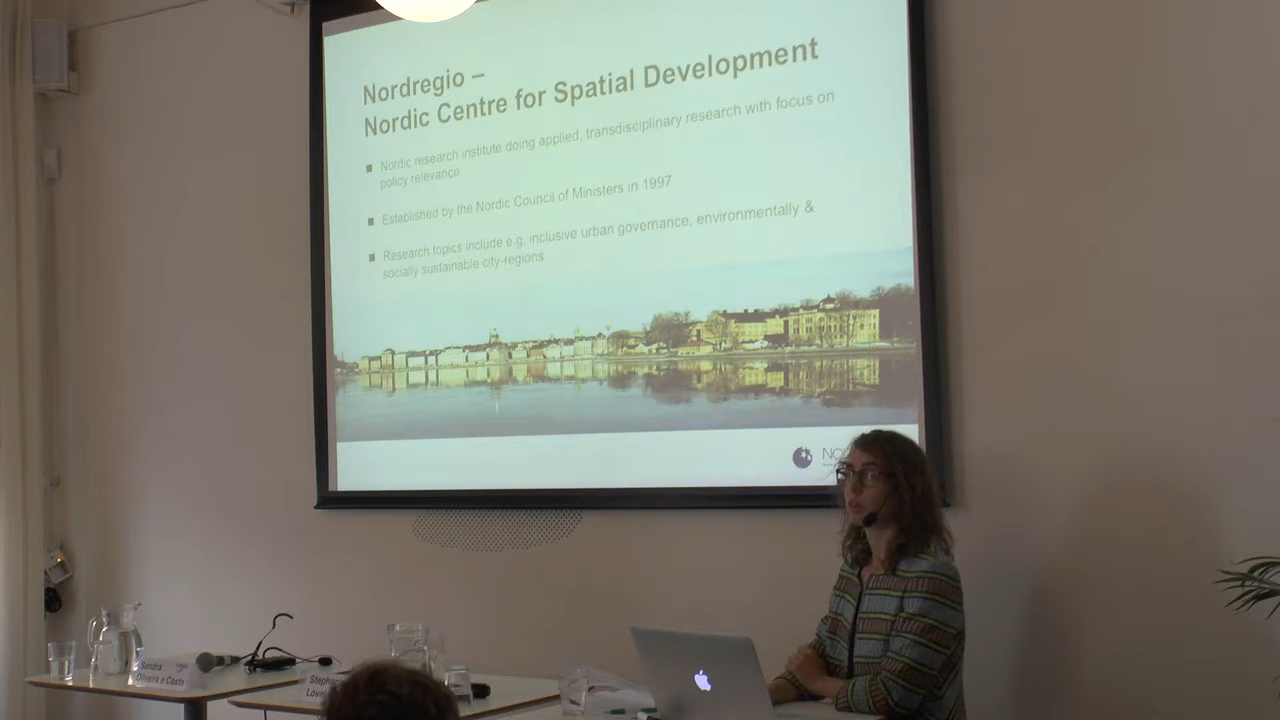 Nordregio –
Nordic Centre for Spatial Development
■ Nordic research institute doing applied, transdisciplinary research with focus on
policy relevance
■ Established by the Nordic Council of Ministers in 1997
■ Research topics include e.g. inclusive urban governance, environmentally &
socially sustainable city-regions
Sandra
Oliveira e Costa